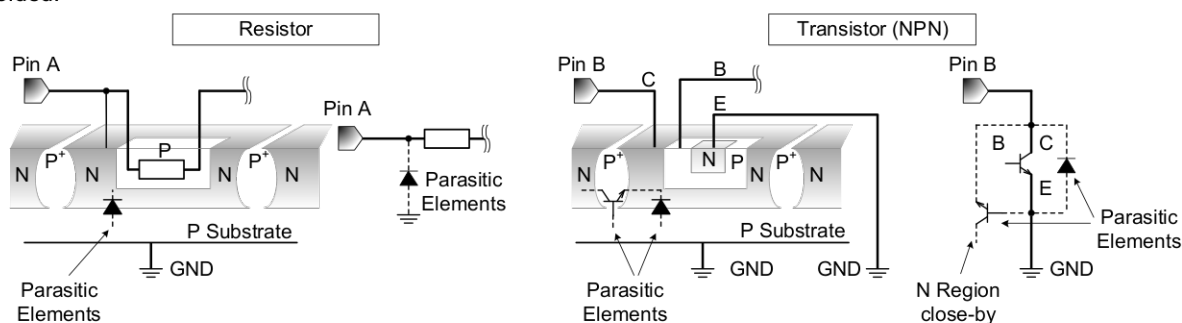 Resistor
Transistor (NPN)
Pin A
Pin A
N
P+
N
P
N
P+
N
Parasitic
Elements
P Substrate
GND
Parasitic
Elements
Pin B
C
B
E
N
P+
N
N
P
N
P+
N
P Substrate
GND
GND
Parasitic
Elements
Pin B
B
C
E
Parasitic
Elements
GND
N Region
close-by